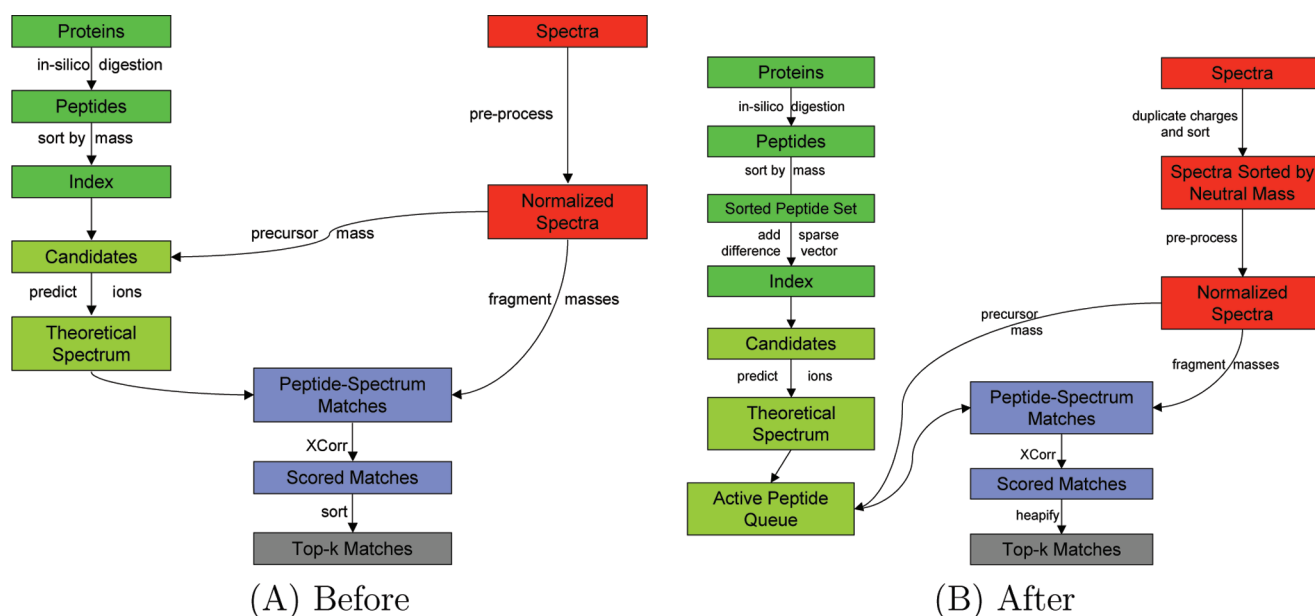 Proteins
in-silico digestion
Peptides
sort by mass
Index
Candidates
predict ions
Theoretical
Spectrum
Spectra
pre-process
Normalized
Spectra
precursor mass
fragment masses
Peptide-Spectrum
Matches
XCorr
Scored Matches
sort
Top-k Matches
(A) Before
Proteins
in-silico digestion
Peptides
sort by mass
Sorted Peptide Set
add sparse
difference vector
Index
Candidates
predict ions
Theoretical
Spectrum
Active Peptide
Queue
Spectra
duplicate charges
and sort
Spectra Sorted by
Neutral Mass
pre-process
Normalized
Spectra
precursor
mass
fragment masses
Peptide-Spectrum
Matches
XCorr
Scored Matches
heapify
Top-k Matches
(B) After